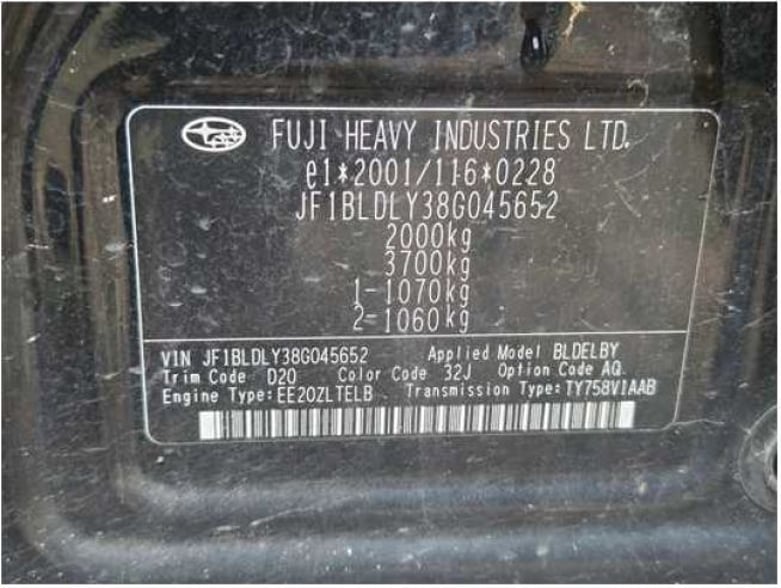 FUJI HEAVY INDUSTRIES LTD.
e1*2001/116*0228
JF1BLDLY38G045652
2000kg
3700kg
1-1070kg
2-1060kg
VIN JF1BLDLY38G045652 Applied Model BLDELBY
Trim Code D20 Color Code 32J Option Code AQ
Engine Type: EE20ZLTELB Transmission Type: TY758V1AAB